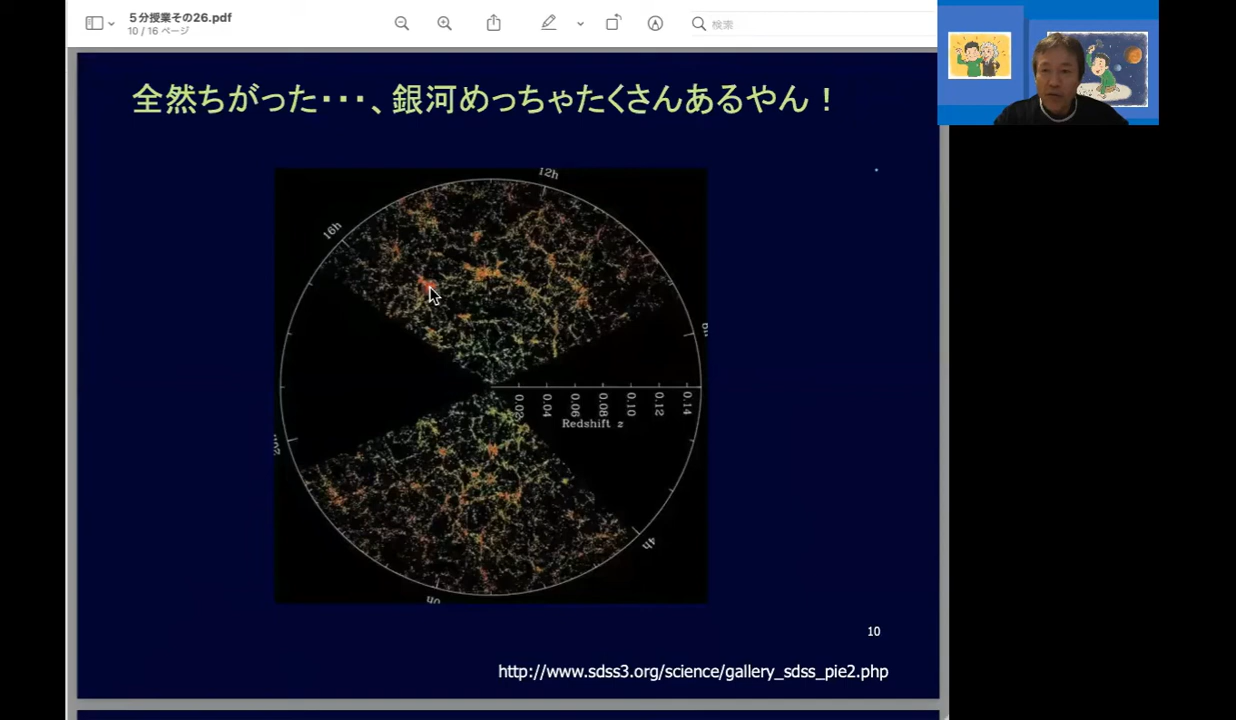 ５分授業その26.pdf
10 / 16 ページ
検索
全然ちがった・・・、銀河めっちゃたくさんあるやん！
12h
16h
0.02
0.04
0.06
0.08
0.10
0.12
0.14
Redshift z
4h
0h
10
http://www.sdss3.org/science/gallery_sdss_pie2.php